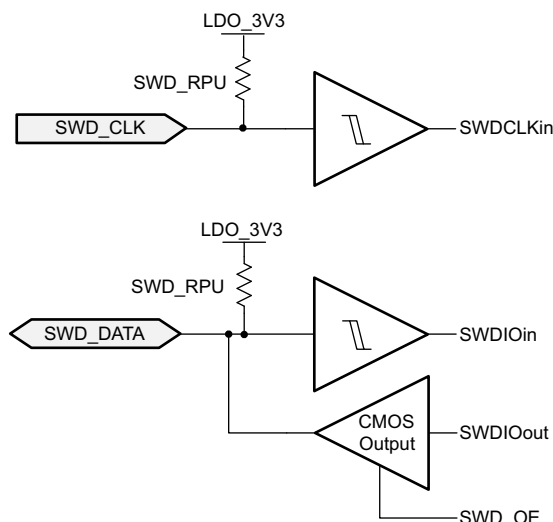 LDO_3V3
SWD_RPU
SWD_CLK
SWDCLKin
LDO_3V3
SWD_RPU
SWD_DATA
SWDIOin
CMOS
Output
SWDIOout
SWD_OE